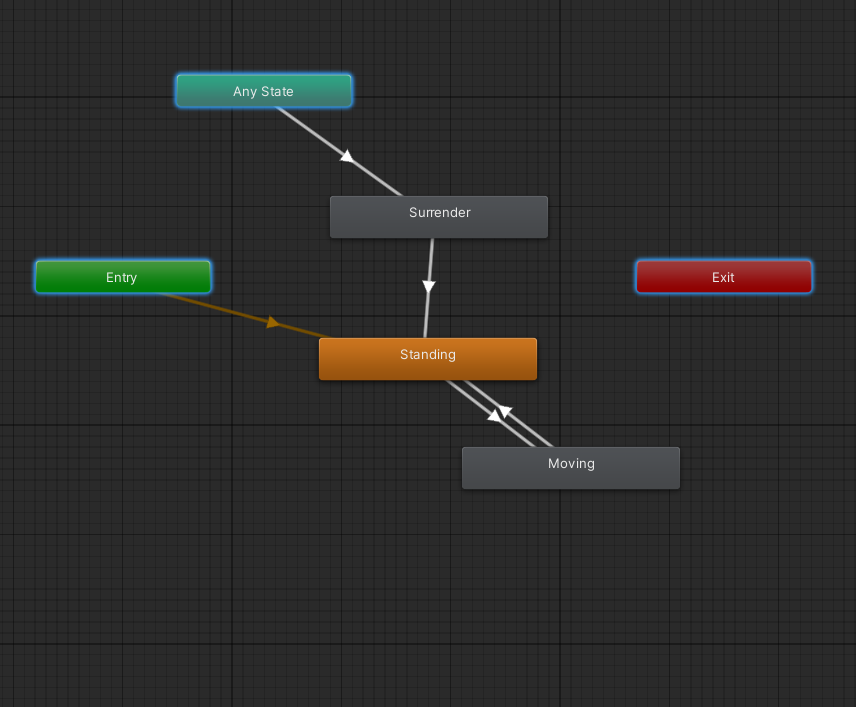 Any State
Surrender
Entry
Exit
Standing
Moving